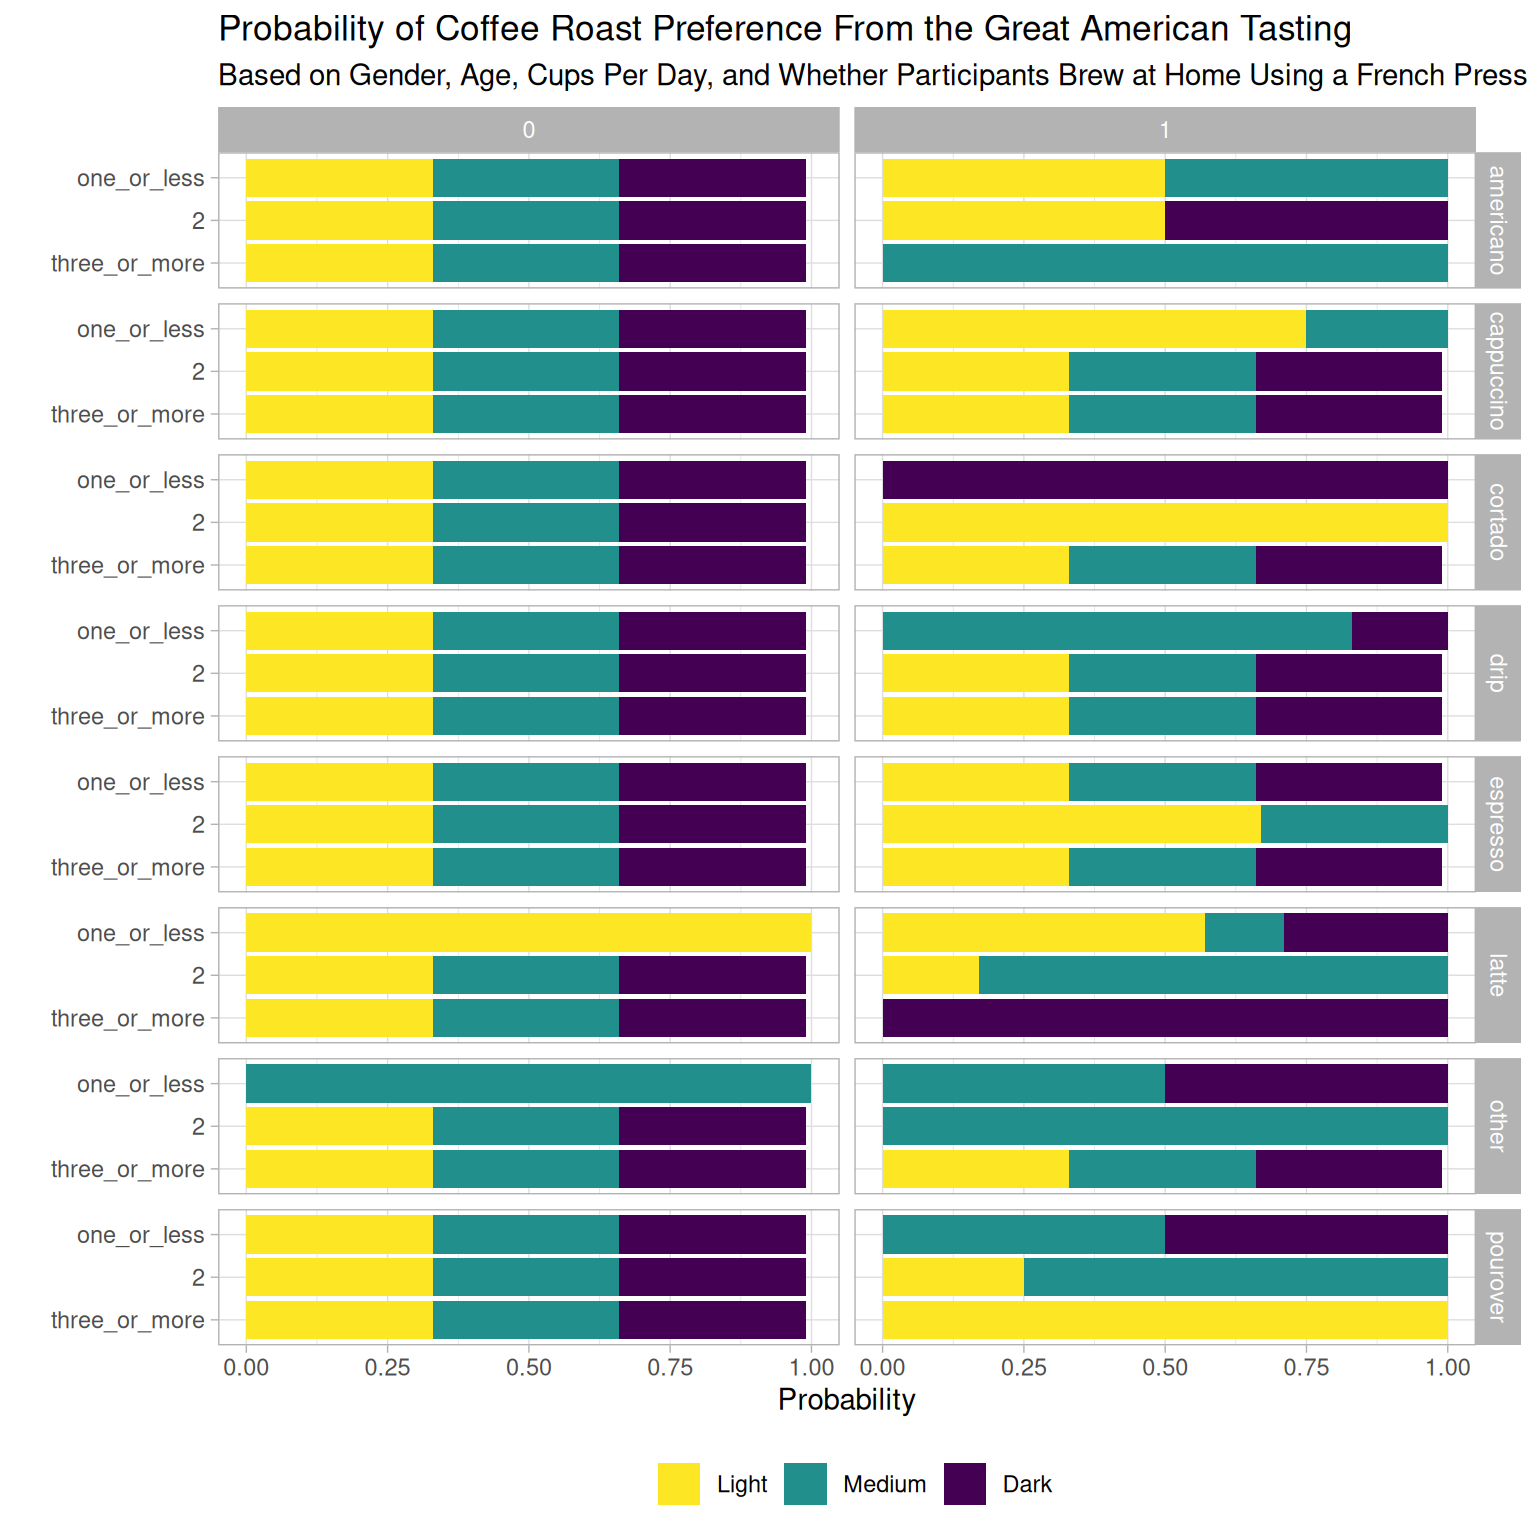 Probability of Coffee Roast Preference From the Great American Tasting
Based on Gender, Age, Cups Per Day, and Whether Participants Brew at Home Using a French Press
0
1
one_or_less
2
three_or_more
americano
one_or_less
2
three_or_more
cappuccino
one_or_less
2
three_or_more
cortado
one_or_less
2
three_or_more
drip
one_or_less
2
three_or_more
espresso
one_or_less
2
three_or_more
latte
one_or_less
2
three_or_more
other
one_or_less
2
three_or_more
pourover
0.00 0.25 0.50 0.75 1.00 0.00 0.25 0.50 0.75 1.00
Probability
Light Medium Dark